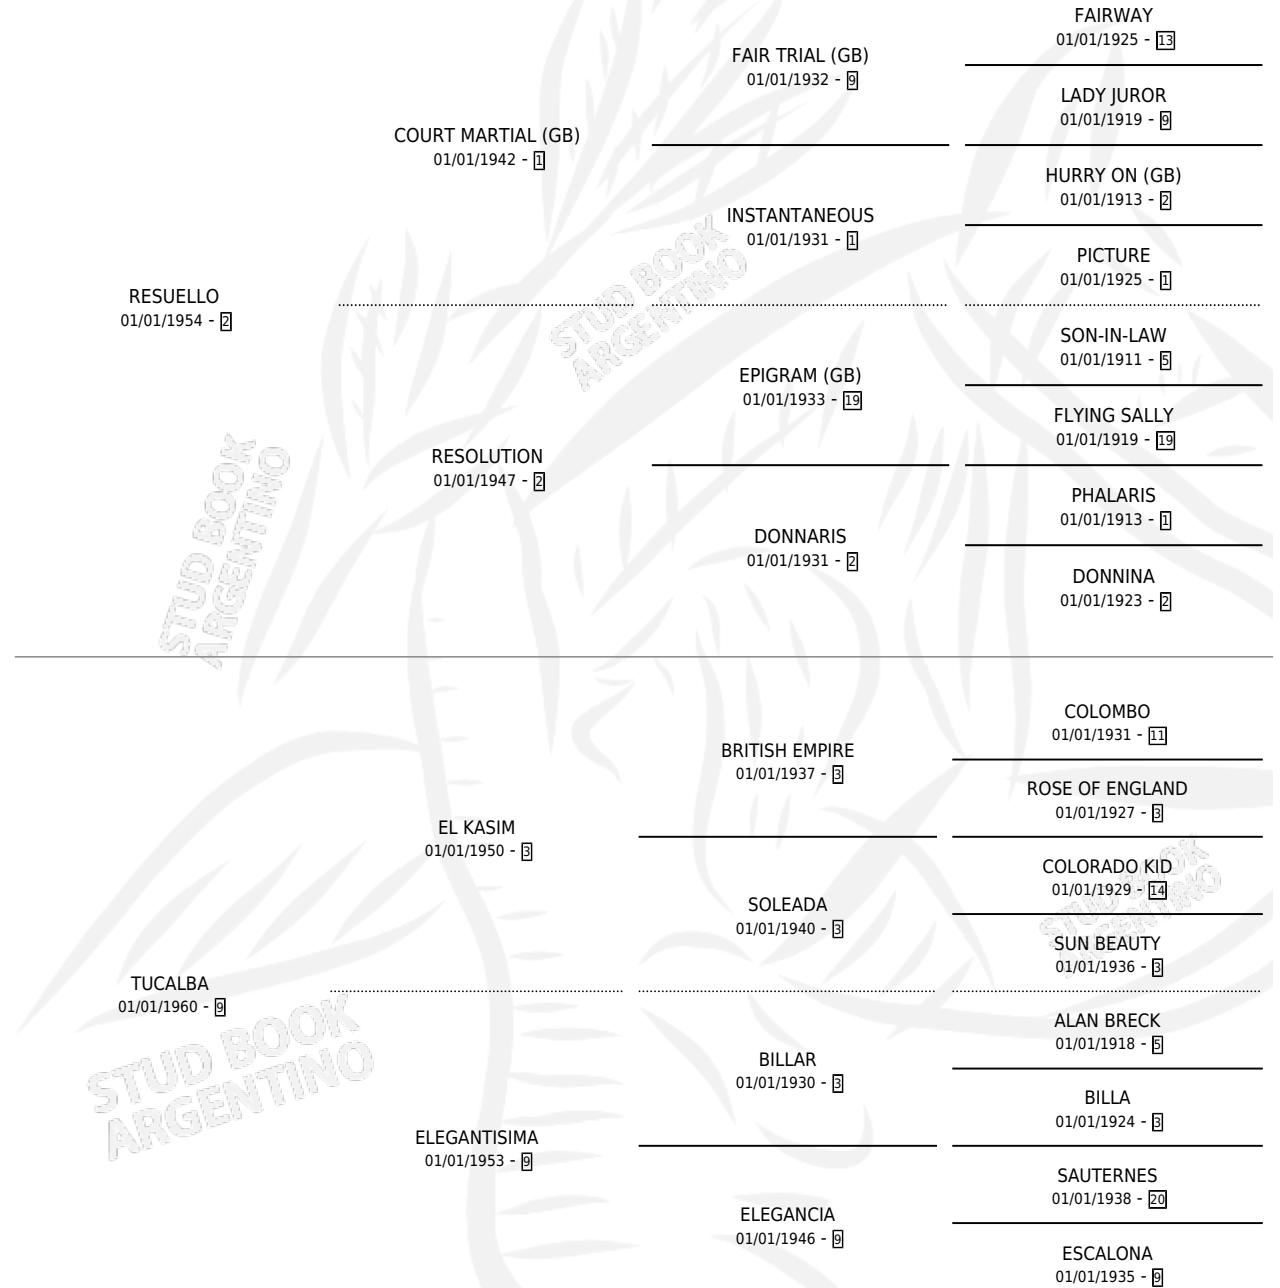 FAIRWAY
01/01/1925 - 13
FAIR TRIAL (GB)
01/01/1932 - 9
LADY JUROR
01/01/1919 - 9
COURT MARTIAL (GB)
01/01/1942 - 1
HURRY ON (GB)
01/01/1913 - 2
INSTANTANEOUS
01/01/1931 - 1
PICTURE
01/01/1925 - 1
RESUELLO
01/01/1954 - 2
SON-IN-LAW
01/01/1911 - 5
EPIGRAM (GB)
01/01/1933 - 19
FLYING SALLY
01/01/1919 - 19
RESOLUTION
01/01/1947 - 2
PHALARIS
01/01/1913 - 1
DONNARIS
01/01/1931 - 2
DONNINA
01/01/1923 - 2
COLOMBO
01/01/1931 - 11
BRITISH EMPIRE
01/01/1937 - 3
ROSE OF ENGLAND
01/01/1927 - 3
EL KASIM
01/01/1950 - 3
COLORADO KID
01/01/1929 - 14
SOLEADA
01/01/1940 - 3
SUN BEAUTY
01/01/1936 - 3
TUCALBA
01/01/1960 - 9
ALAN BRECK
01/01/1918 - 5
BILLAR
01/01/1930 - 3
BILLA
01/01/1924 - 3
ELEGANTISIMA
01/01/1953 - 9
SAUTERNES
01/01/1938 - 20
ELEGANCIA
01/01/1946 - 9
ESCALONA
01/01/1935 - 9
STUD BOOK
ARGENTINO
STUD BOOK
ARGENTINO
STUD BOOK
ARGENTINO
STUD BOOK
ARGENTINO